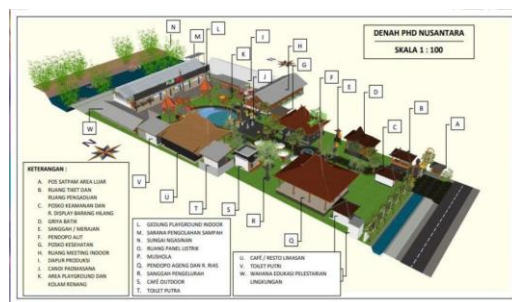 DENAH PHD NUSANTARA
SKALA 1 : 100
N
M
L
K
I
J
H
G
F
E
D
C
B
A
W
V
U
T
S
R
Q
KETERANGAN :
A. POS SATPAM AREA LUAR
B. RUANG TIKET DAN
RUANG PENGADUAN
C. POSKO KEAMANAN DAN
R. DISPLAY BARANG HILANG
D. GRIYA BATIK
E. SANGGAH / MERAJAN
F. PENDOPO ALIT
G. POSKO KESEHATAN
H. RUANG MEETING INDOOR
I. DAPUR PRODUKSI
J. CANDI PADMASANA
K. AREA PLAYGROUND DAN
KOLAM RENANG
L. GEDUNG PLAYGROUND INDOOR
M. SARANA PENGOLAHAN SAMPAH
N. SUNGAI NGASINAN
O. RUANG PANEL LISTRIK
P. MUSHOLA
Q. PENDOPO AGENG DAN R. RIAS
R. SANGGAH PENGELURAH
S. CAFÉ OUTDOOR
T. TOILET PUTRA
U. CAFÉ / RESTO LIMASAN
V. TOILET PUTRI
W. WAHANA EDUKASI PELESTARIAN
LINGKUNGAN